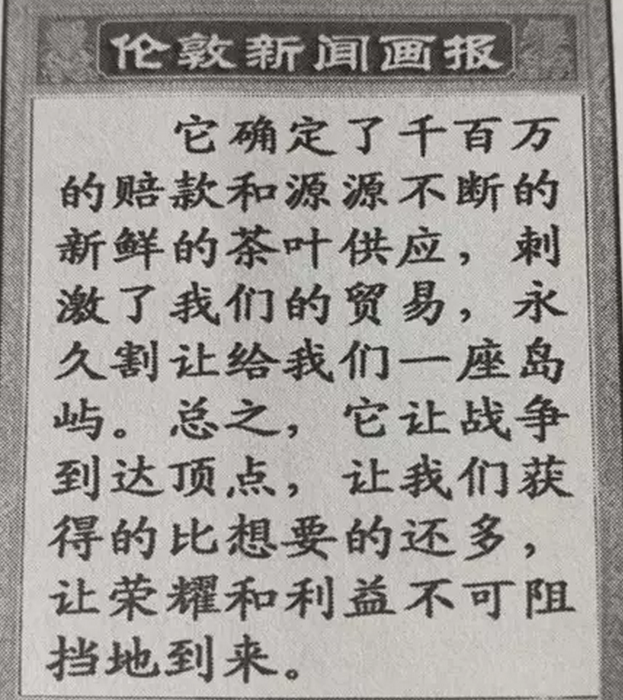 伦敦新闻画报
它确定了千百万
的赔款和源源不断的
新鲜的茶叶供应，刺
激了我们的贸易，永
久割让给我们一座岛
屿。总之，它让战争
到达顶点，让我们获
得的比想要的还多，
让荣耀和利益不可阻
挡地到来。